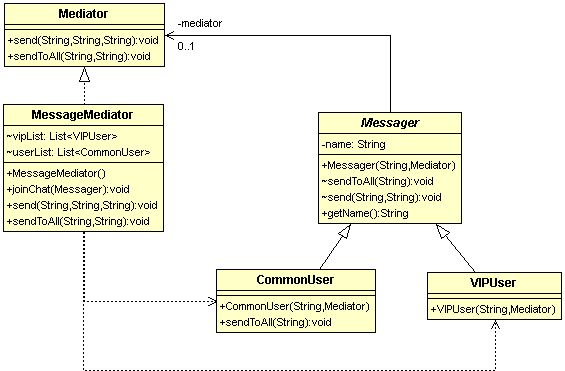 Mediator
+send(String,String,String):void
+sendToAll(String,String):void
-mediator
0..1
MessageMediator
~vipList: List<VIPUser>
~userList: List<CommonUser>
+MessageMediator()
+joinChat(Messager):void
+send(String,String,String):void
+sendToAll(String,String):void
Messager
-name: String
+Messager(String,Mediator)
~sendToAll(String):void
~send(String,String):void
+getName():String
CommonUser
+CommonUser(String,Mediator)
+sendToAll(String):void
VIPUser
+VIPUser(String,Mediator)